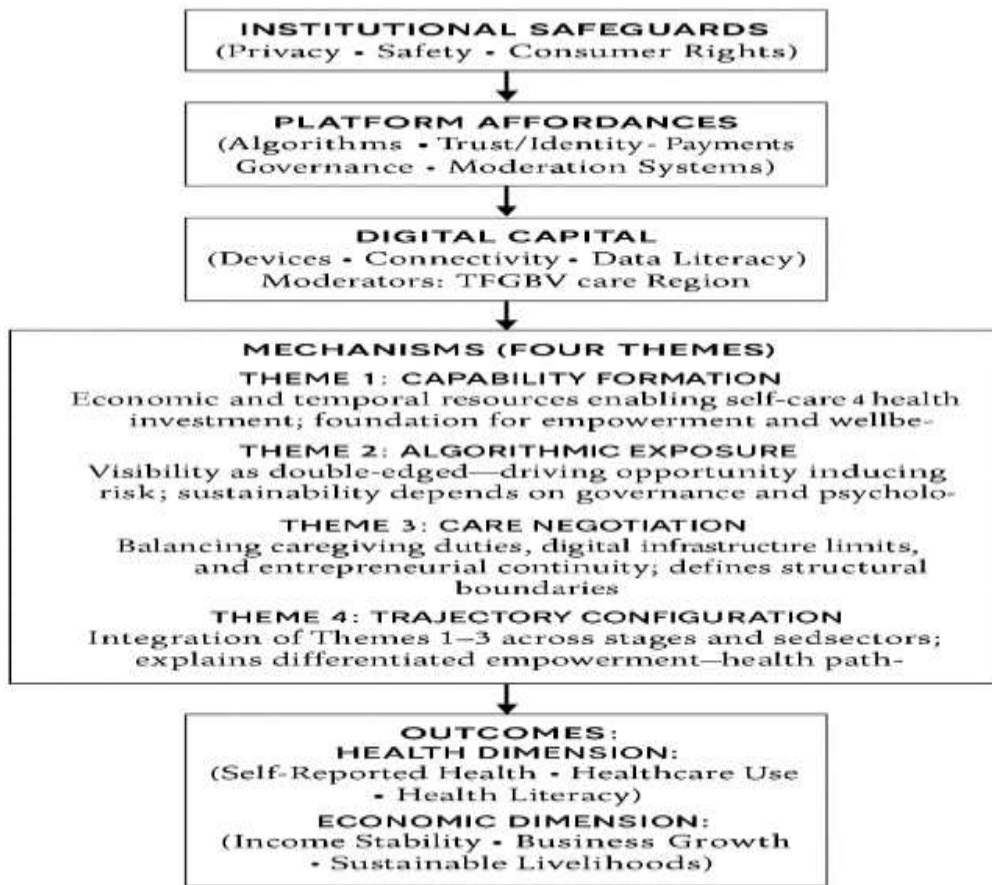 INSTITUTIONAL SAFEGUARDS
(Privacy • Safety • Consumer Rights)
PLATFORM AFFORDANCES
(Algorithms • Trust/Identity- Payments
Governance • Moderation Systems)
DIGITAL CAPITAL
(Devices • Connectivity • Data Literacy)
Moderators: TFGBV care Region
MECHANISMS (FOUR THEMES)
THEME 1: CAPABILITY FORMATION
Economic and temporal resources enabling self-care 4 health
investment; foundation for empowerment and wellbe-
THEME 2: ALGORITHMIC EXPOSURE
Visibility as double-edged—driving opportunity inducing
risk; sustainability depends on governance and psycholo-
THEME 3: CARE NEGOTIATION
Balancing caregiving duties, digital infrastructire limits,
and entrepreneurial continuity; defines structural
boundaries
THEME 4: TRAJECTORY CONFIGURATION
Integration of Themes 1—3 across stages and sedsectors;
explains differentiated empowerment—health path-
OUTCOMES:
HEALTH DIMENSION:
(Self-Reported Health • Healthcare Use
• Health Literacy)
ECONOMIC DIMENSION:
(Income Stability • Business Growth
• Sustainable Livelihoods)